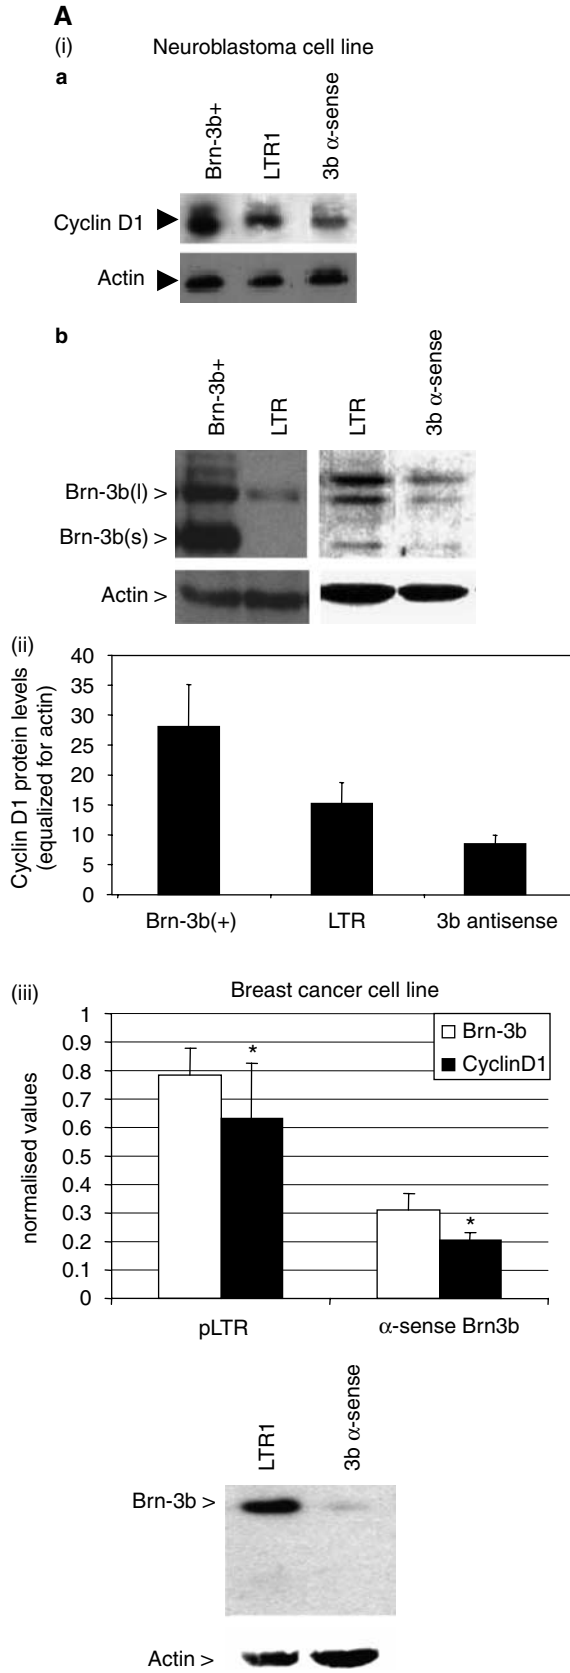 A
(i) Neuroblastoma cell line
a
Brn-3b+ LTR1 3b α-sense
Cyclin D1
Actin
b
Brn-3b+ LTR LTR 3b α-sense
Brn-3b(l) >
Brn-3b(s) >
Actin >
(ii)
Cyclin D1 protein levels
(equalized for actin)
40
35
30
25
20
15
10
5
0
Brn-3b(+) LTR 3b antisense
(iii) Breast cancer cell line
normalised values
1
0.9
0.8
0.7
0.6
0.5
0.4
0.3
0.2
0.1
0
Brn-3b
CyclinD1
*
*
pLTR α-sense Brn3b
LTR1 3b α-sense
Brn-3b >
Actin >